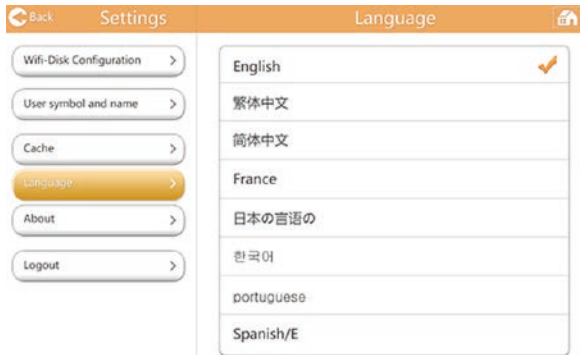 Back
Settings
Language
Wifi-Disk Configuration
User symbol and name
Cache
Language
About
Logout
English
繁体中文
简体中文
France
日本の言语の
한국어
portuguese
Spanish/E